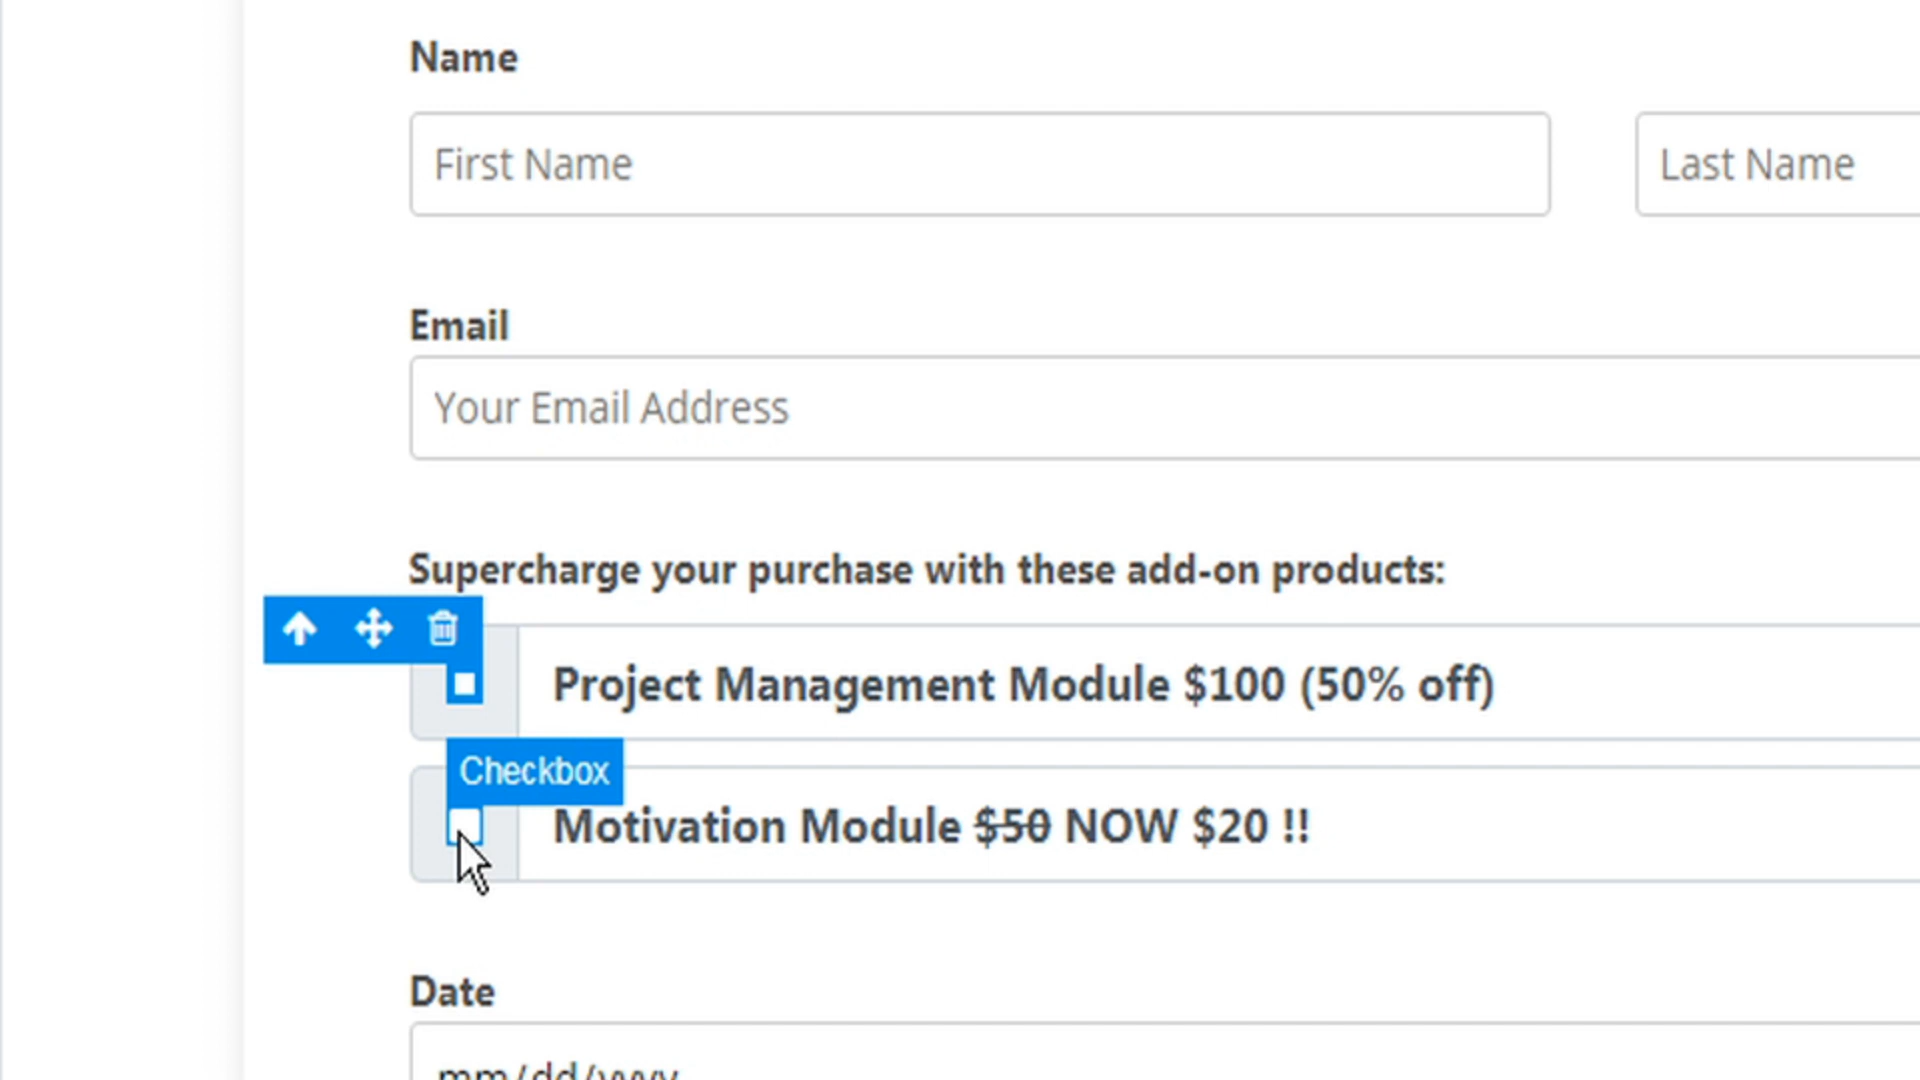 Name
First Name
Last Name
Email
Your Email Address
Supercharge your purchase with these add-on products:
Project Management Module $100 (50% off)
Checkbox
Motivation Module $50 NOW $20 !!
Date
mm/dd/yyyy